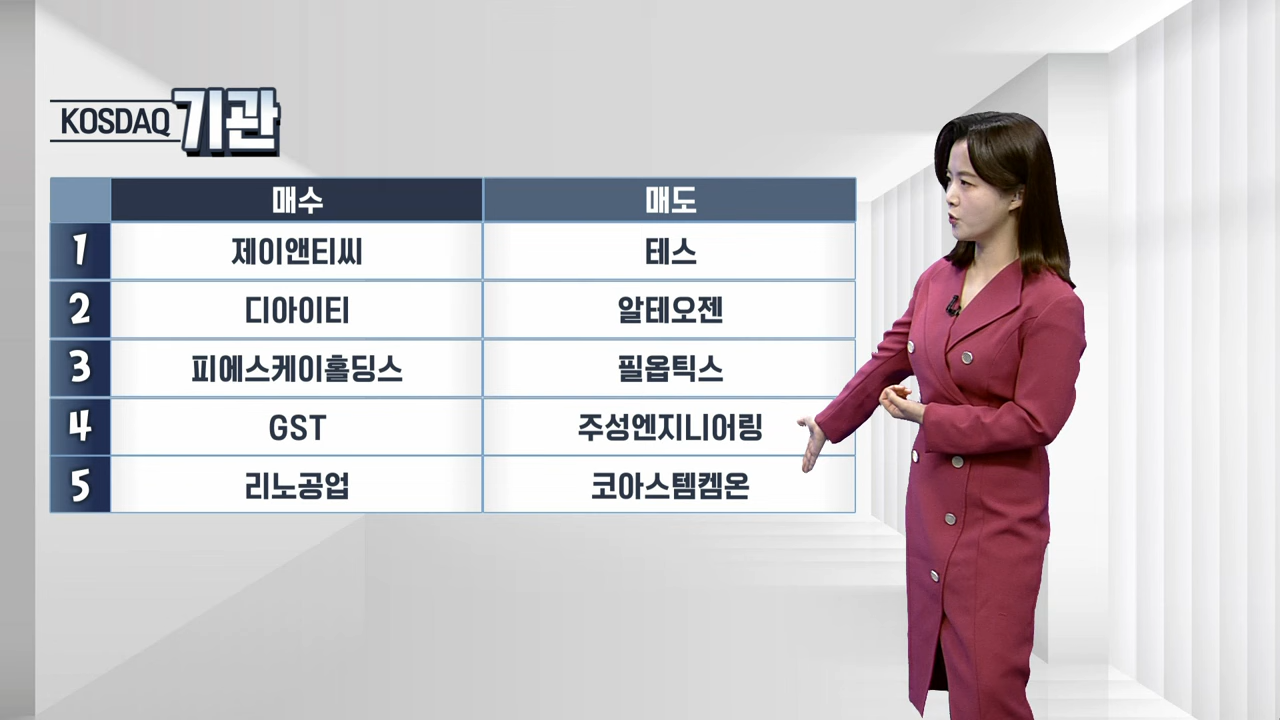 KOSDAQ 기관
매수 매도
1 제이앤티씨 테스
2 디아이티 알테오젠
3 피에스케이홀딩스 필옵틱스
4 GST 주성엔지니어링
5 리노공업 코아스템켐온